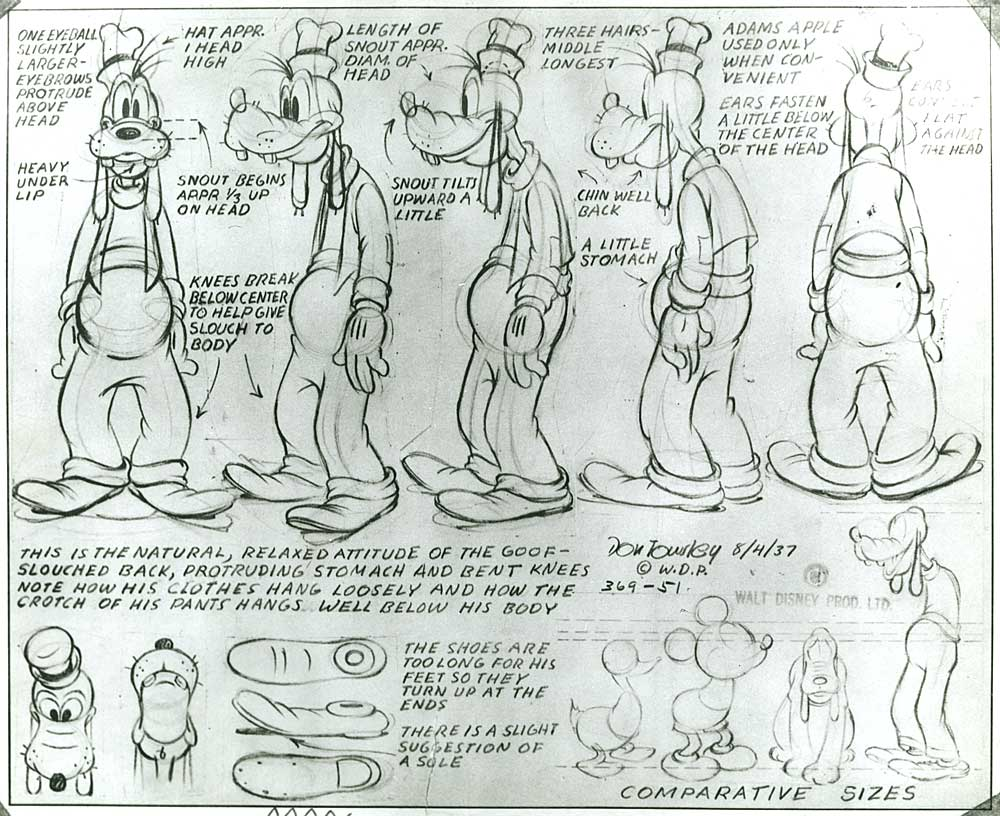 ONE EYEBALL
SLIGHTLY
LARGER-
EYEBROWS
PROTRUDE
ABOVE
HEAD
HAT APPR.
1 HEAD
HIGH
LENGTH OF
SNOUT APPR.
DIAM. OF
HEAD
THREE HAIRS-
MIDDLE
LONGEST
ADAMS APPLE
USED ONLY
WHEN CON-
VENIENT
EARS FASTEN
A LITTLE BELOW
THE CENTER
OF THE HEAD
EARS
FLAT
AGAINST
THE HEAD
HEAVY
UNDER
LIP
SNOUT BEGINS
APPR 1/3 UP
ON HEAD
SNOUT TILTS
UPWARD A
LITTLE
CHIN WELL
BACK
A LITTLE
STOMACH
KNEES BREAK
BELOW CENTER
TO HELP GIVE
SLOUCH TO
BODY
THIS IS THE NATURAL, RELAXED ATTITUDE OF THE GOOF-
SLOUCHED BACK, PROTRUDING STOMACH AND BENT KNEES
NOTE HOW HIS CLOTHES HANG LOOSELY AND HOW THE
CROTCH OF HIS PANTS HANGS WELL BELOW HIS BODY
Don Towsley 8/4/37
© W.D.P.
369-51.
WALT DISNEY PROD. LTD.
THE SHOES ARE
TOO LONG FOR HIS
FEET SO THEY
TURN UP AT THE
ENDS
THERE IS A SLIGHT
SUGGESTION OF
A SOLE
COMPARATIVE SIZES